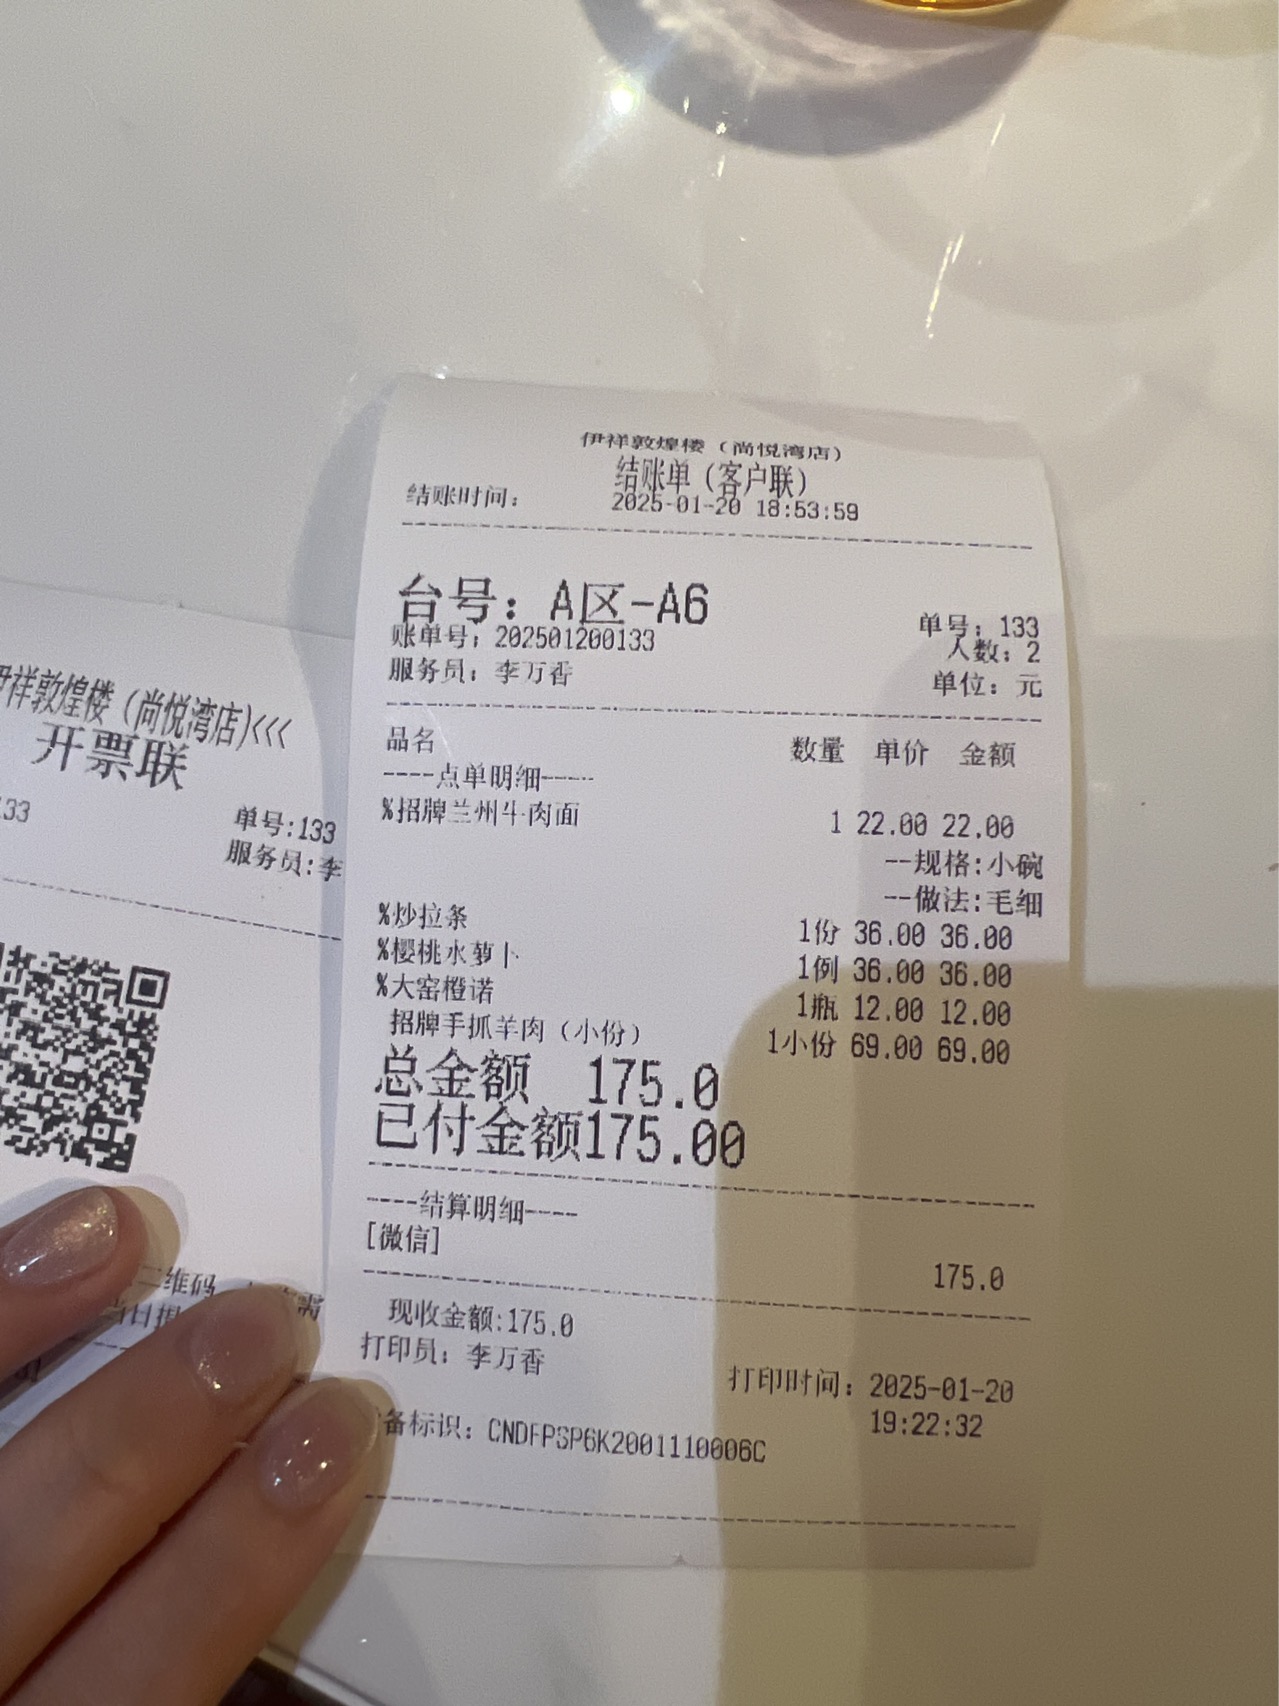 伊祥敦煌楼（尚悦湾店）
结账单（客户联）
结账时间： 2025-01-20 18:53:59
台号：A区-A6
单号：133
账单号：202501200133
人数：2
服务员：李万香
单位：元
品名 数量 单价 金额
----点单明细----
%招牌兰州牛肉面 1 22.00 22.00
--规格:小碗
--做法:毛细
%炒拉条 1份 36.00 36.00
%樱桃水萝卜 1例 36.00 36.00
%大窑橙诺 1瓶 12.00 12.00
招牌手抓羊肉（小份） 1小份 69.00 69.00
总金额 175.0
已付金额175.00
----结算明细----
[微信] 175.0
现收金额:175.0
打印员：李万香
打印时间：2025-01-20
19:22:32
备标识：CNDFPSP6K2001110006C
祥敦煌楼（尚悦湾店)<<<
开票联
33 单号:133
服务员:李
二维码
当日